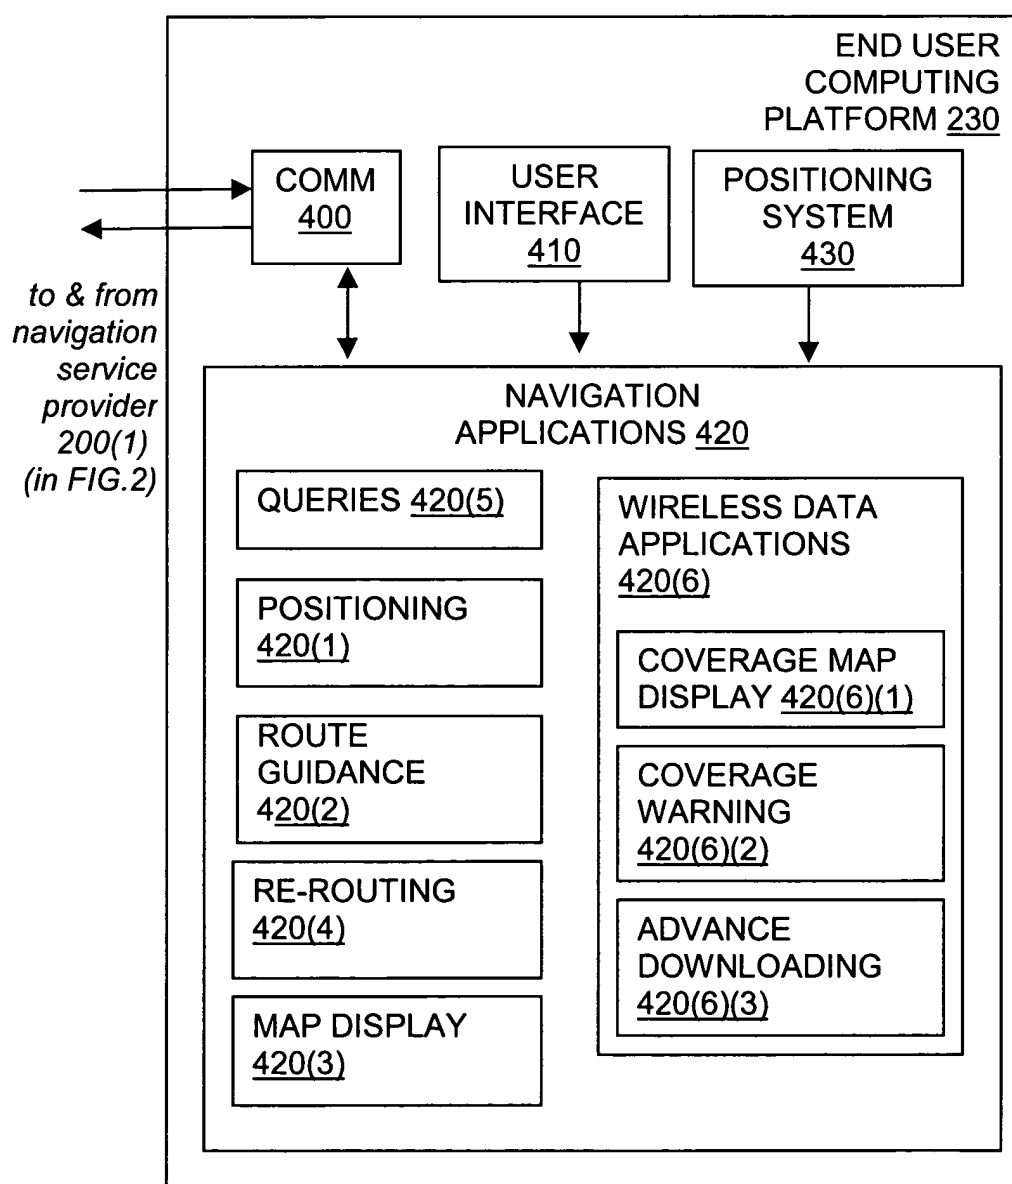 END USER
COMPUTING
PLATFORM 230
COMM
400
USER
INTERFACE
410
POSITIONING
SYSTEM
430
to & from
navigation
service
provider
200(1)
(in FIG.2)
NAVIGATION
APPLICATIONS 420
QUERIES 420(5)
POSITIONING
420(1)
ROUTE
GUIDANCE
420(2)
RE-ROUTING
420(4)
MAP DISPLAY
420(3)
WIRELESS DATA
APPLICATIONS
420(6)
COVERAGE MAP
DISPLAY 420(6)(1)
COVERAGE
WARNING
420(6)(2)
ADVANCE
DOWNLOADING
420(6)(3)